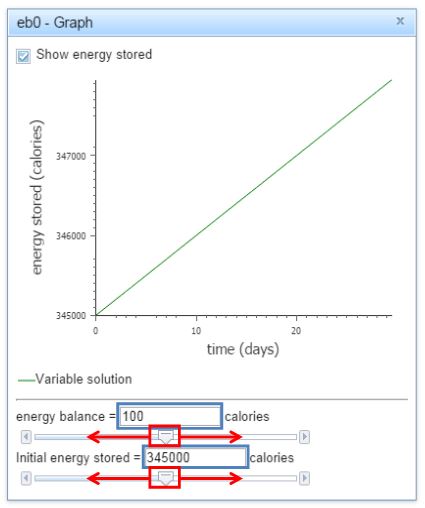 eb0 - Graph x
Show energy stored
energy stored (calories)
347000
346000
345000
0 10 20
time (days)
Variable solution
energy balance = 100 calories
Initial energy stored = 345000 calories